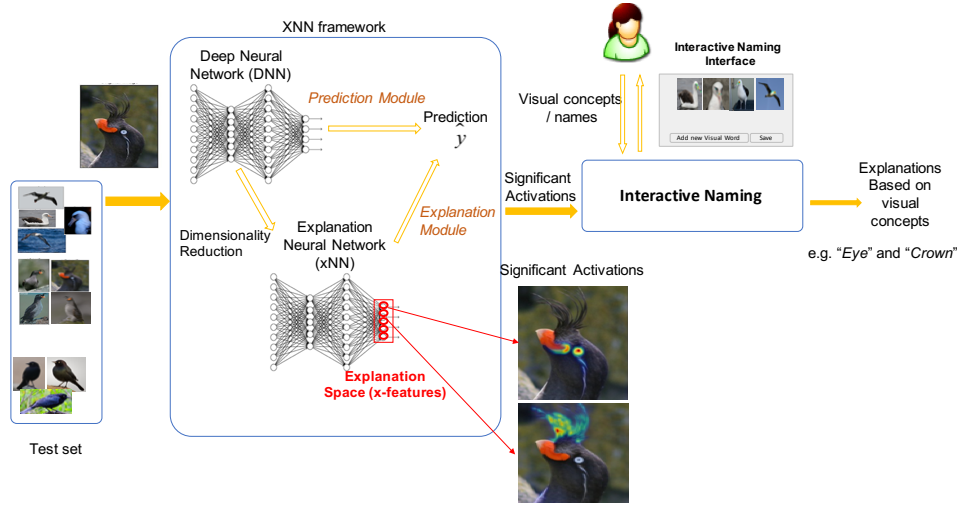 XNN framework
Deep Neural
Network (DNN)
Prediction Module
Prediction
ŷ
Dimensionality
Reduction
Explanation
Neural Network
(xNN)
Explanation
Module
Explanation
Space (x-features)
Test set
Significant
Activations
Significant Activations
Visual concepts
/ names
Interactive Naming
Interface
Add new Visual Word
Save
Interactive Naming
Explanations
Based on
visual
concepts
e.g. “Eye” and “Crown”